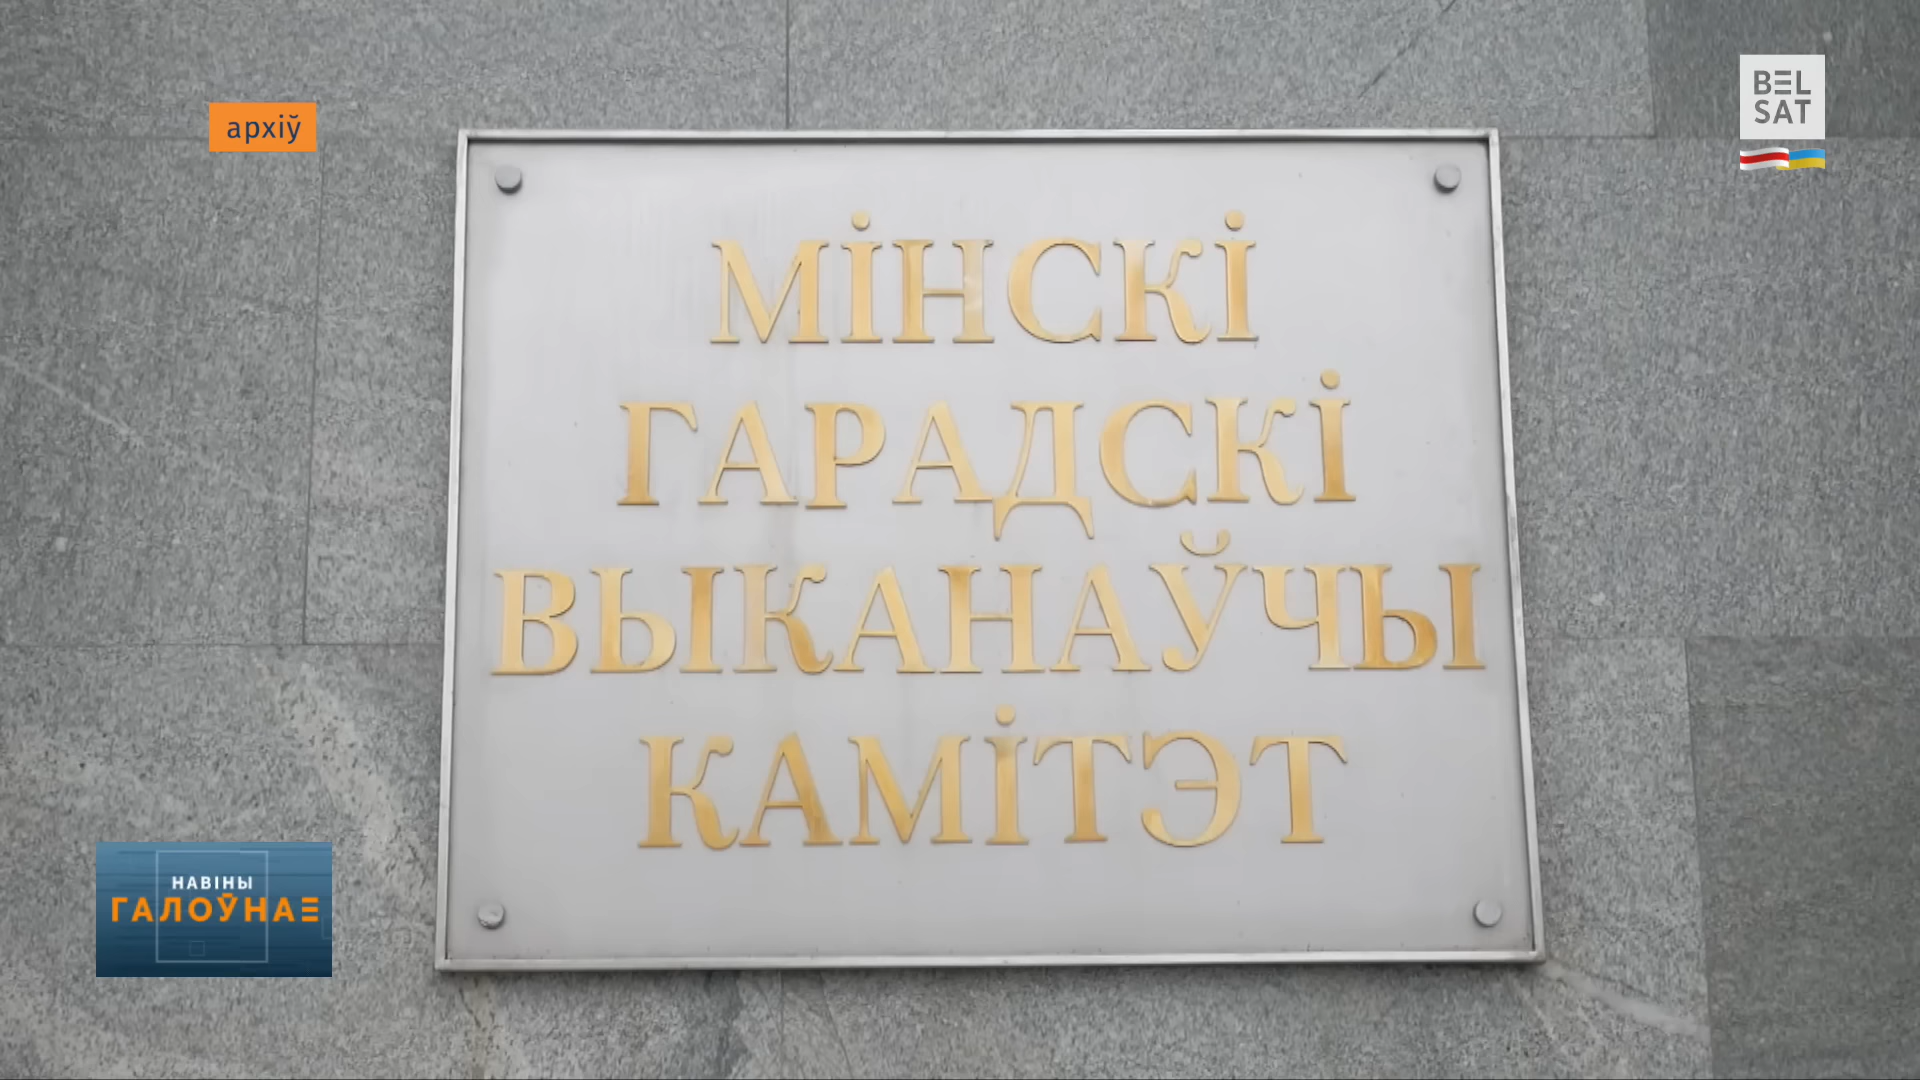 архіў
BEL
SAT
МІНСКІ
ГАРАДСКІ
ВЫКАНАЎЧЫ
КАМІТЭТ
НАВІНЫ
ГАЛОЎНАЕ